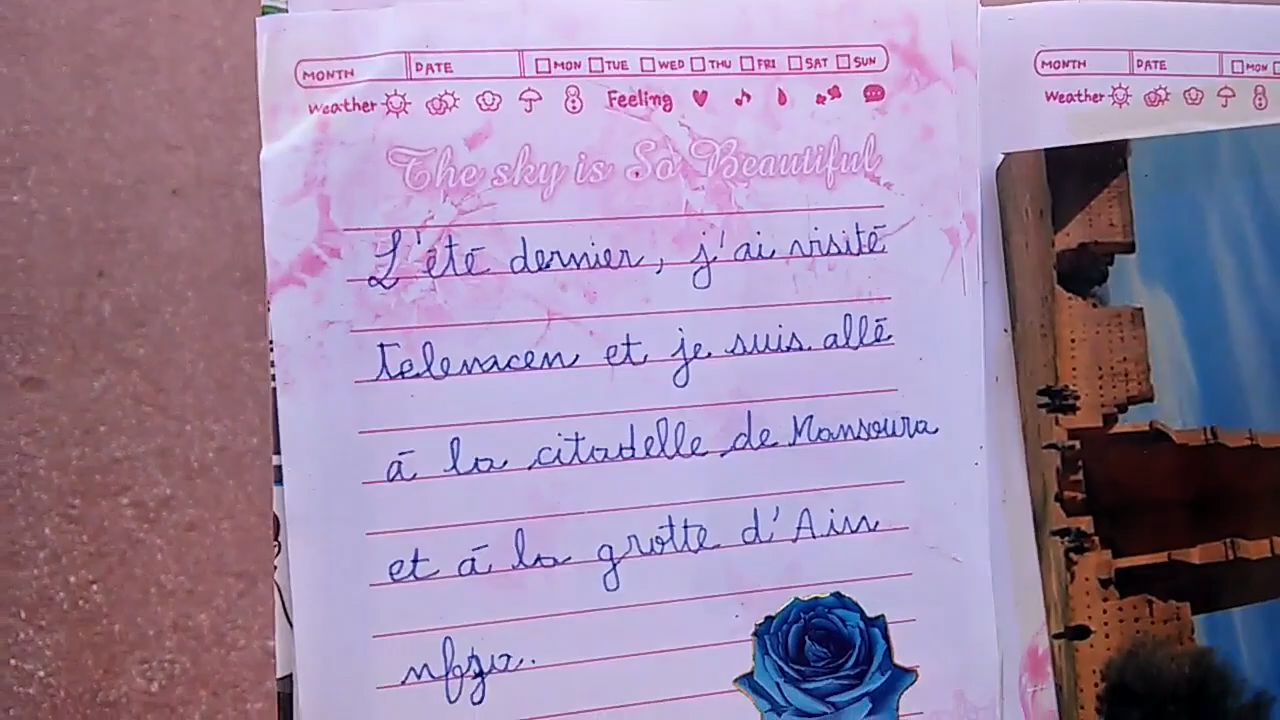 MONTH DATE MON TUE WED THU FRI SAT SUN
Weather Feeling
The sky is So Beautiful
L'été dernier, j'ai visité
telemacen et je suis allé
à la citadelle de Mansoura
et à la grotte d'Ain
MONTH DATE MON
Weather